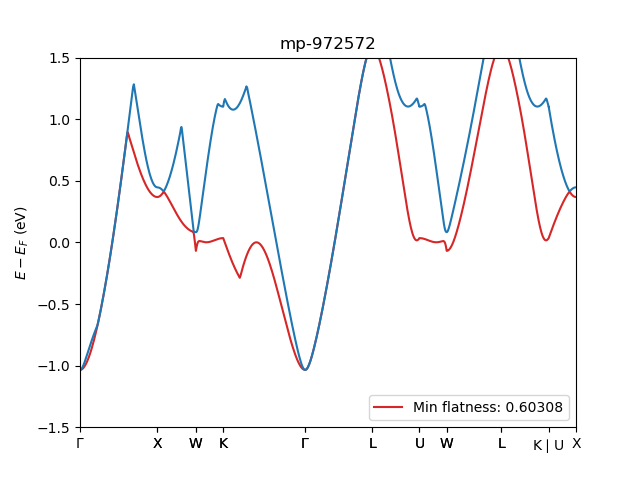 mp-972572
1.5
1.0
0.5
0.0
−0.5
−1.0
−1.5
E − E_F (eV)
Min flatness: 0.60308
Γ X W K Γ L U W L K | U X